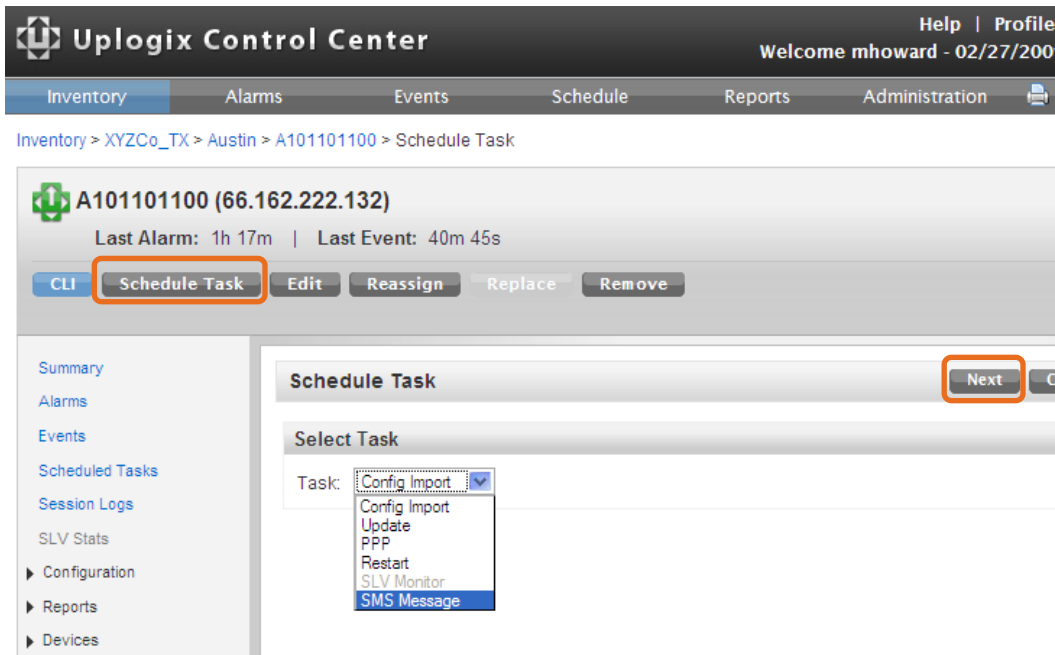 Uplogix Control Center
Help | Profile
Welcome mhoward - 02/27/200
Inventory Alarms Events Schedule Reports Administration
Inventory > XYZCo_TX > Austin > A101101100 > Schedule Task
A101101100 (66.162.222.132)
Last Alarm: 1h 17m | Last Event: 40m 45s
CLI Schedule Task Edit Reassign Replace Remove
Summary
Alarms
Events
Scheduled Tasks
Session Logs
SLV Stats
Configuration
Reports
Devices
Schedule Task
Next
Select Task
Task: Config Import
Config Import
Update
PPP
Restart
SLV Monitor
SMS Message